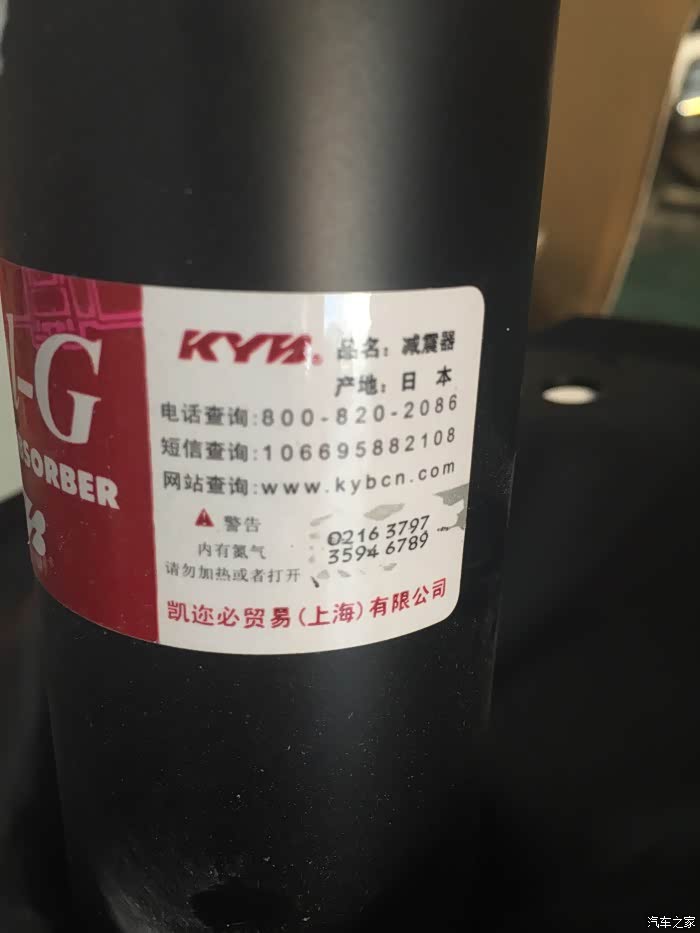 -G
SORBER
KYB
品名：减震器
产地：日 本
电话查询:800-820-2086
短信查询:106695882108
网站查询:www.kybcn.com
警告
内有氮气
请勿加热或者打开
0216 3797
3594 6789
凯迩必贸易(上海)有限公司
汽车之家